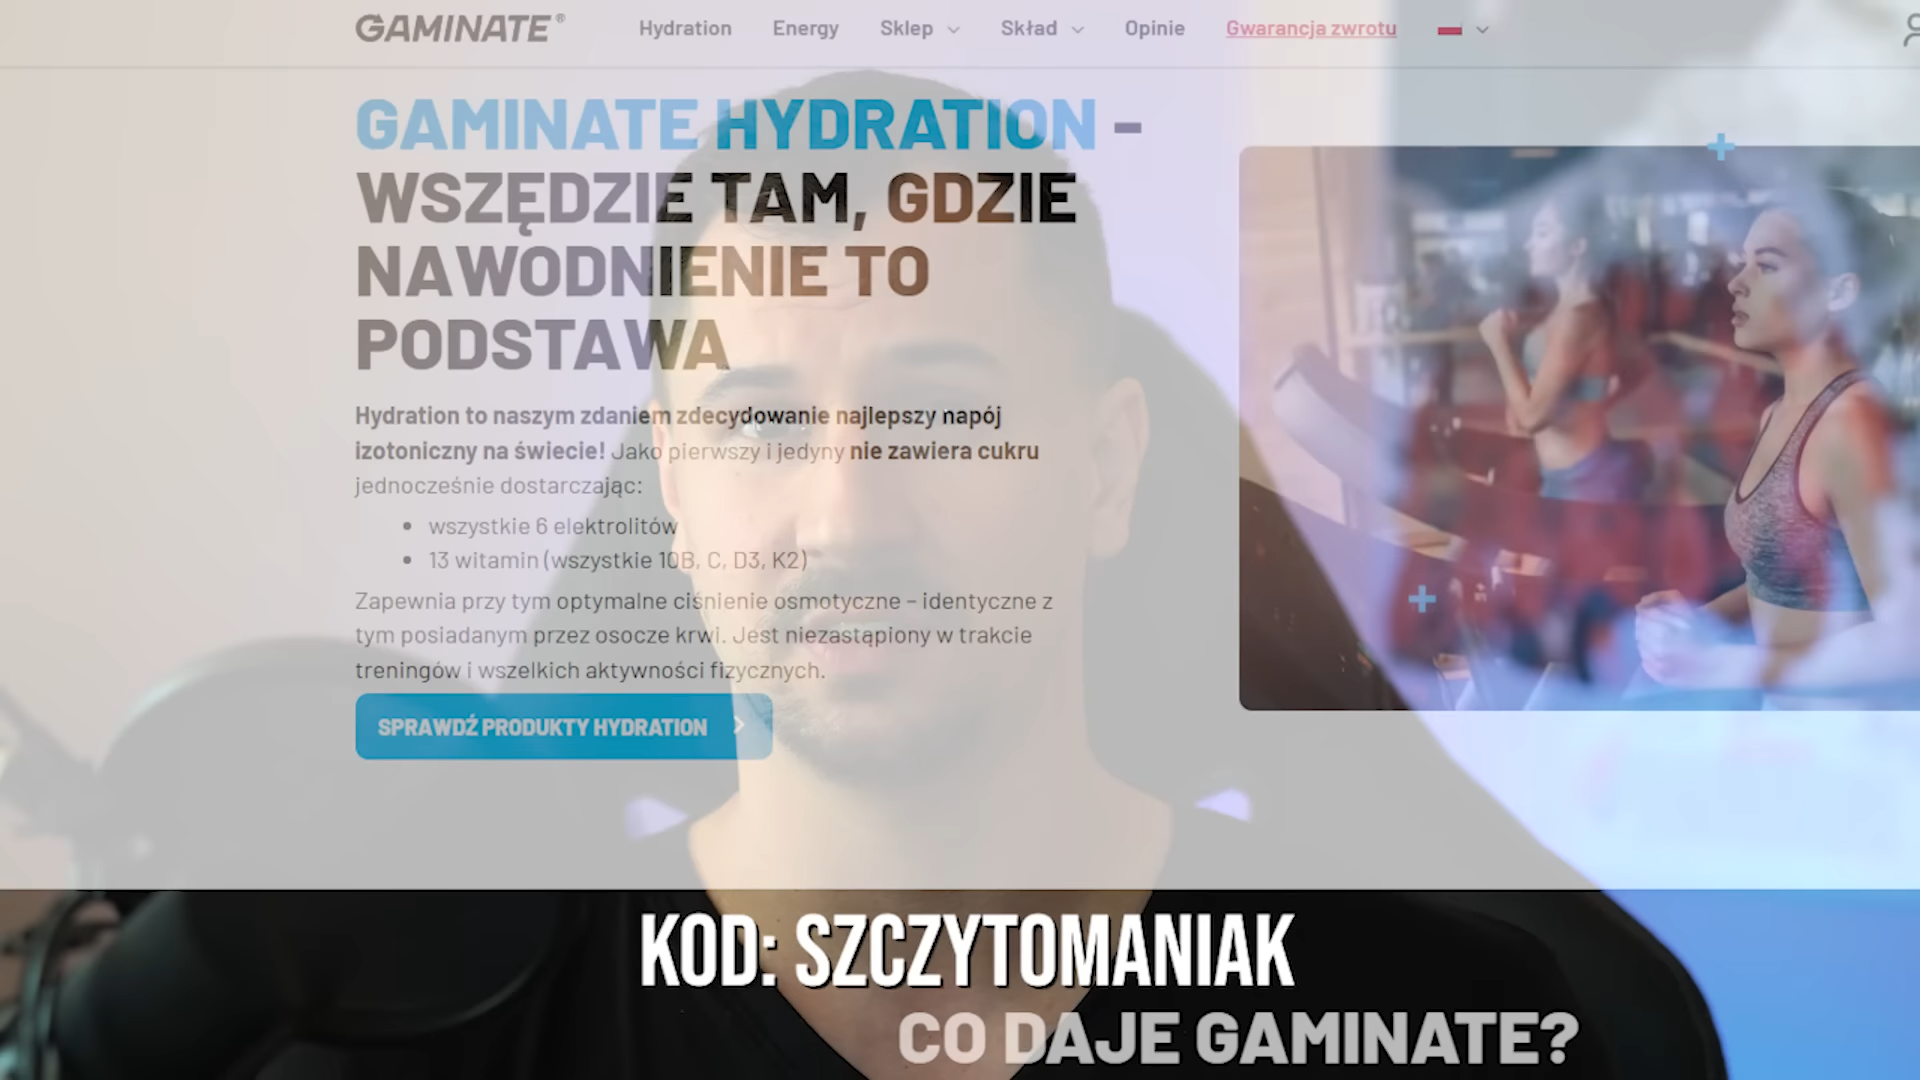 GAMINATE®
Hydration Energy Sklep Skład Opinie Gwarancja zwrotu
GAMINATE HYDRATION –
WSZĘDZIE TAM, GDZIE
NAWODNIENIE TO
PODSTAWA
Hydration to naszym zdaniem zdecydowanie najlepszy napój
izotoniczny na świecie! Jako pierwszy i jedyny nie zawiera cukru
jednocześnie dostarczając:
• wszystkie 6 elektrolitów
• 13 witamin (wszystkie 10B, C, D3, K2)
Zapewnia przy tym optymalne ciśnienie osmotyczne – identyczne z
tym posiadanym przez osocze krwi. Jest niezastąpiony w trakcie
treningów i wszelkich aktywności fizycznych.
SPRAWDŹ PRODUKTY HYDRATION
KOD: SZCZYTOMANIAK
CO DAJE GAMINATE?